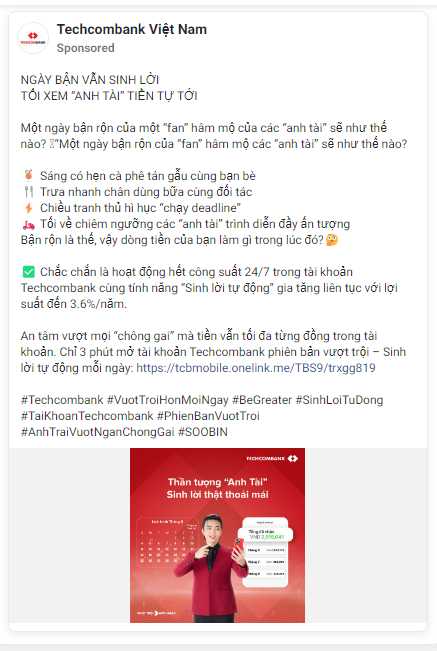 TECHCOMBANK
Techcombank Việt Nam
Sponsored
NGÀY BẬN VẪN SINH LỜI
TỐI XEM “ANH TÀI” TIỀN TỰ TỚI
Một ngày bận rộn của một “fan” hâm mộ của các “anh tài” sẽ như thế
nào? “Một ngày bận rộn của “fan” hâm mộ các “anh tài” sẽ như thế nào?
Sáng có hẹn cà phê tán gẫu cùng bạn bè
🍴 Trưa nhanh chân dùng bữa cùng đối tác
⚡ Chiều tranh thủ hì hục “chạy deadline”
🛵 Tối về chiêm ngưỡng các “anh tài” trình diễn đầy ấn tượng
Bận rộn là thế, vậy dòng tiền của bạn làm gì trong lúc đó?
✅ Chắc chắn là hoạt động hết công suất 24/7 trong tài khoản
Techcombank cùng tính năng “Sinh lời tự động” gia tăng liên tục với lợi
suất đến 3.6%/năm.
An tâm vượt mọi “chông gai” mà tiền vẫn tối đa từng đồng trong tài
khoản. Chỉ 3 phút mở tài khoản Techcombank phiên bản vượt trội – Sinh
lời tự động mỗi ngày: https://tcbmobile.onelink.me/TBS9/trxgg819
#Techcombank #VuotTroiHonMoiNgay #BeGreater #SinhLoiTuDong
#TaiKhoanTechcombank #PhienBanVuotTroi
#AnhTraiVuotNganChongGai #SOOBIN
TECHCOMBANK
Thần tượng “Anh Tài”
Sinh lời thật thoải mái
Lịch trình Tháng
Tổng đã nhận
VND
Tháng
Tháng
Tháng
VƯỢT TRỘI MỖI NGÀY